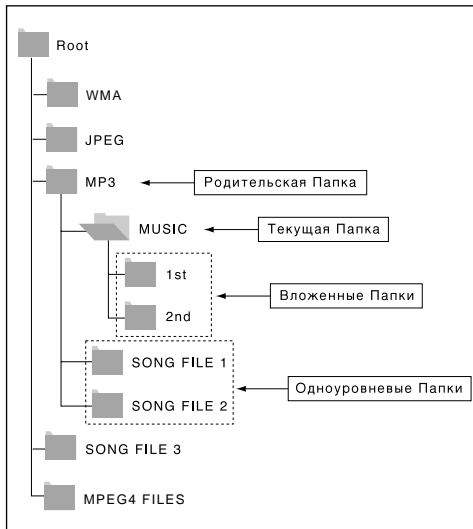 Root
WMA
JPEG
MP3
Родительская Папка
MUSIC
Текущая Папка
1st
2nd
Вложенные Папки
SONG FILE 1
SONG FILE 2
Одноуровневые Папки
SONG FILE 3
MPEG4 FILES